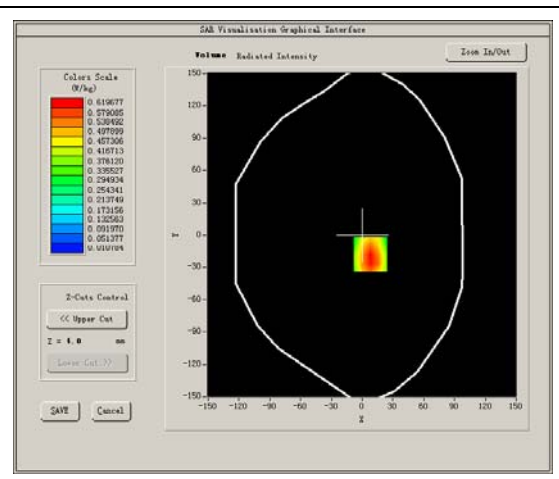 SAR Visualisation Graphical Interface
Volume Radiated Intensity
Zoom In/Out
Colors Scale
(W/kg)
0.619677
0.579085
0.538492
0.497899
0.457306
0.416713
0.376120
0.335527
0.294934
0.254341
0.213749
0.173156
0.132563
0.091970
0.051377
0.010784
Z-Cuts Control
<< Upper Cut
Z = 4.0 mm
Lower Cut >>
SAVE Cancel
150
120
90
60
30
Y 0
-30
-60
-90
-120
-150
-150 -120 -90 -60 -30 0 30 60 90 120 150
X